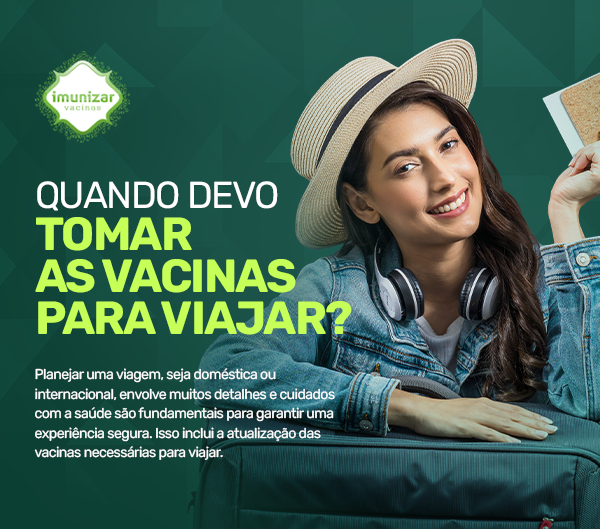 imunizar
vacinas
QUANDO DEVO
TOMAR
AS VACINAS
PARA VIAJAR?
Planejar uma viagem, seja doméstica ou
internacional, envolve muitos detalhes e cuidados
com a saúde são fundamentais para garantir uma
experiência segura. Isso inclui a atualização das
vacinas necessárias para viajar.